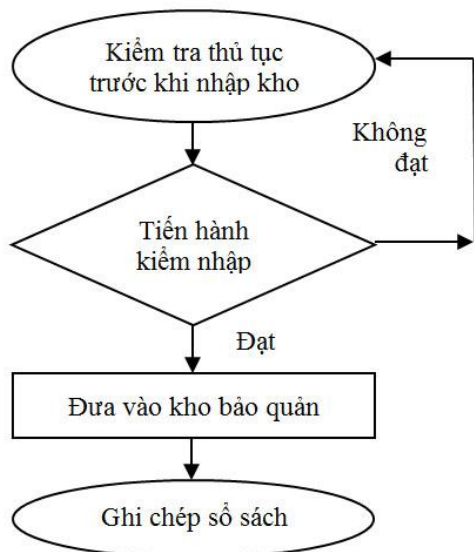 Kiểm tra thủ tục
trước khi nhập kho
Không
đạt
Tiến hành
kiểm nhập
Đạt
Đưa vào kho bảo quản
Ghi chép sổ sách